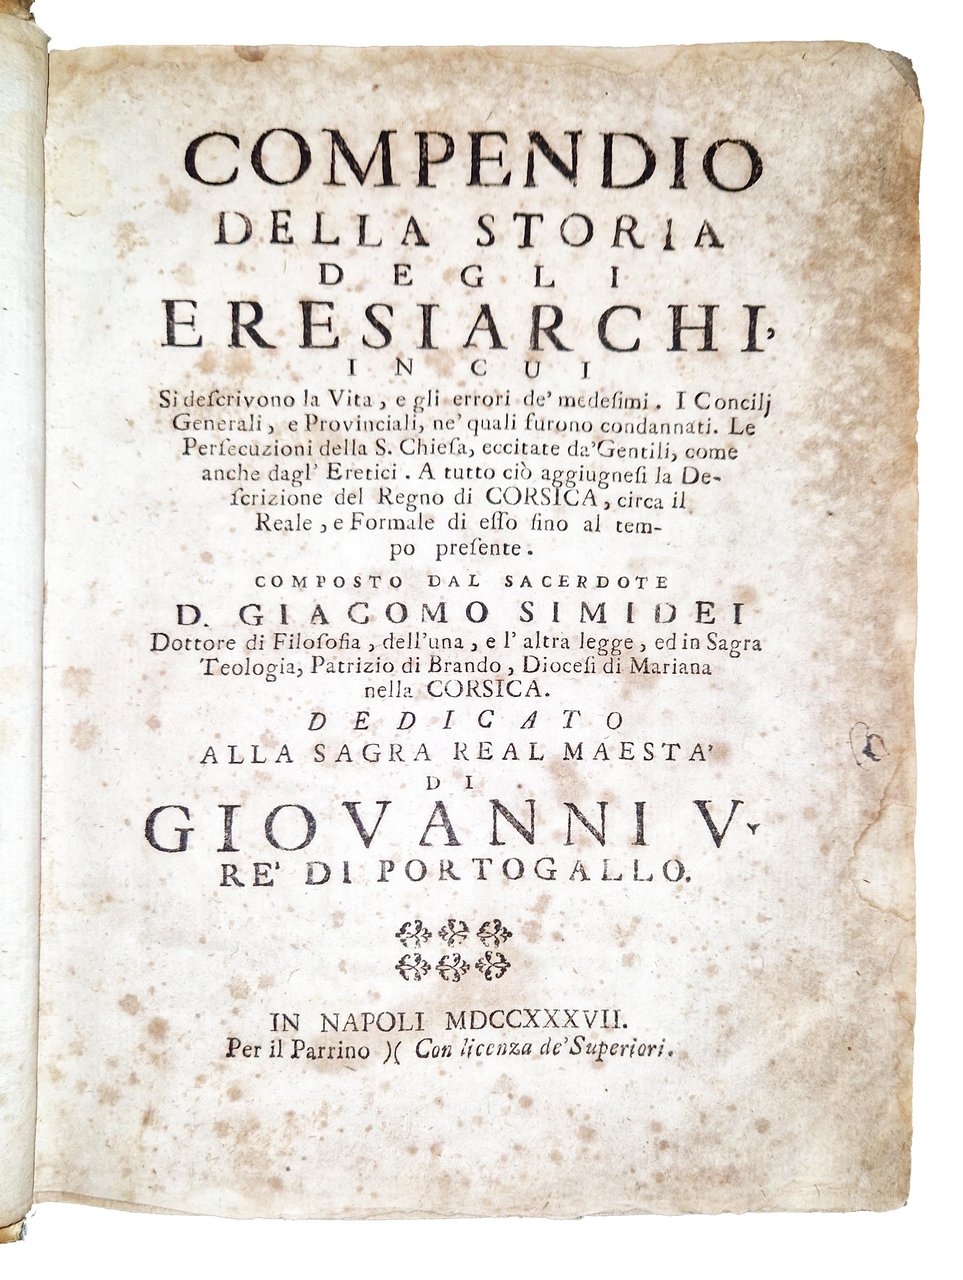 COMPENDIO
DELLA STORIA
DEGLI
ERESIARCHI,
IN CUI
Si deſcrivono la Vita, e gli errori de' medeſimi. I Concilj
Generali, e Provinciali, ne' quali furono condannati. Le
Perſecuzioni della S. Chieſa, eccitate da' Gentili, come
anche dagl' Eretici. A tutto ciò aggiugneſi la De-
ſcrizione del Regno di CORSICA, circa il
Reale, e Formale di eſſo ſino al tem-
po preſente.
COMPOSTO DAL SACERDOTE
D. GIACOMO SIMIDEI
Dottore di Filoſofia, dell'una, e l' altra legge, ed in Sagra
Teologia, Patrizio di Brando, Dioceſi di Mariana
nella CORSICA.
DEDICATO
ALLA SAGRA REAL MAESTA'
DI
GIOVANNI V.
RE' DI PORTOGALLO.
IN NAPOLI MDCCXXXVII.
Per il Parrino )( Con licenza de' Superiori.